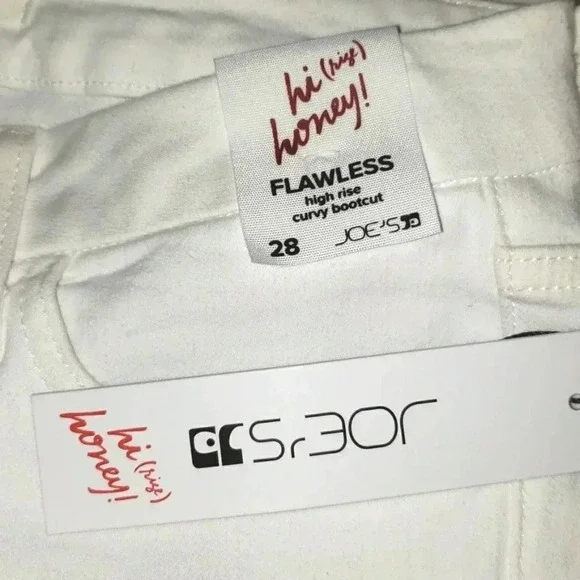 hi (rise)
honey!
FLAWLESS
high rise
curvy bootcut
28 JOE'S
JOE'S
hi (rise)
honey!